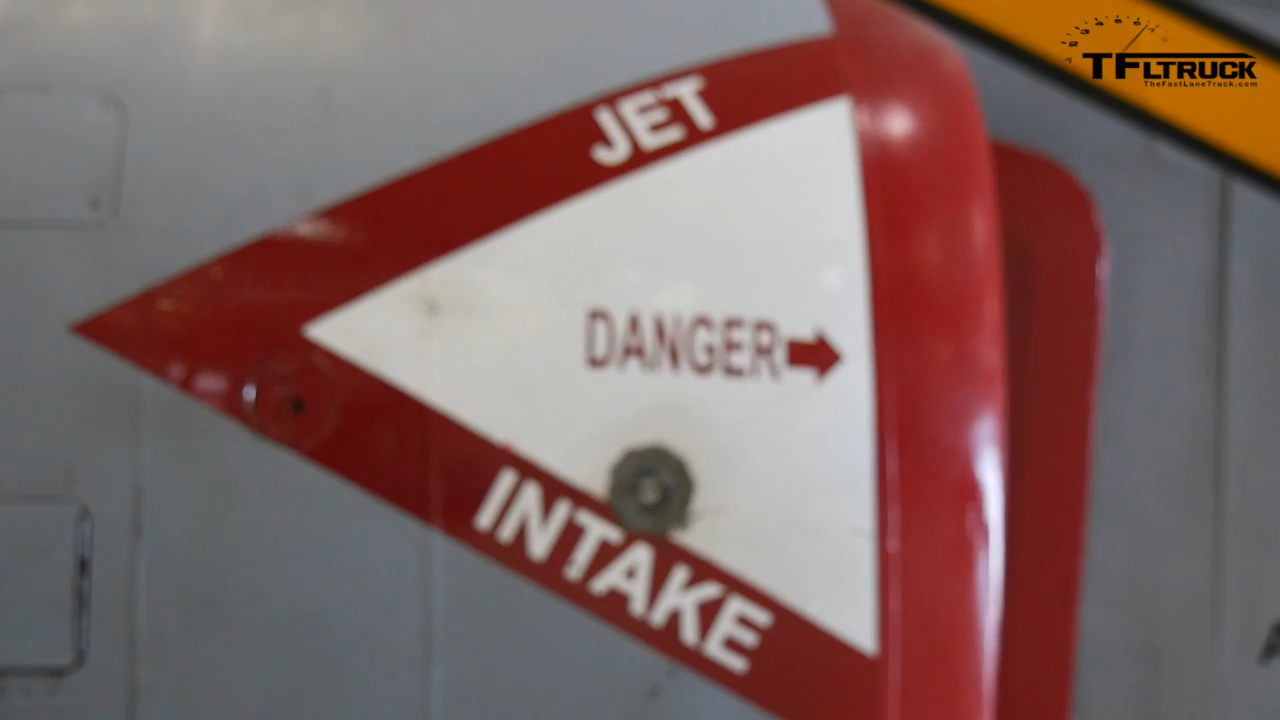 TFLTRUCK
TheFastLaneTruck.com
JET
DANGER
INTAKE